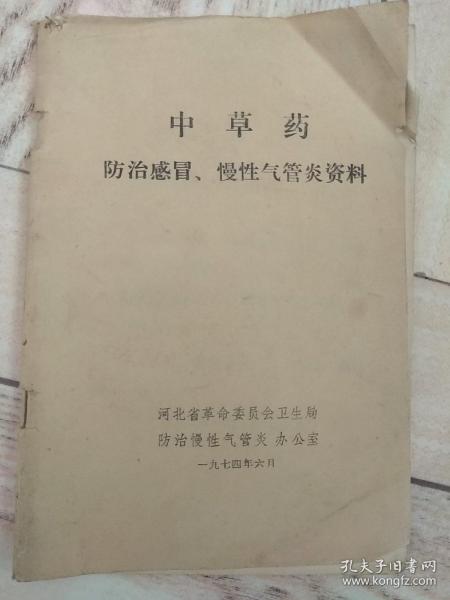 中草药
防治感冒、慢性气管炎资料
河北省革命委员会卫生局
防治慢性气管炎办公室
一九七四年六月
孔夫子旧书网
www.kongfz.com